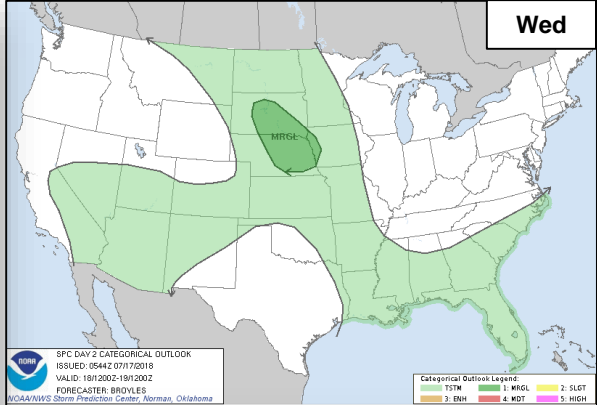 Wed
MRGL
NOAA
SPC DAY 2 CATEGORICAL OUTLOOK
ISSUED: 0544Z 07/17/2018
VALID: 18/1200Z-19/1200Z
FORECASTER: BROYLES
NOAA/NWS Storm Prediction Center, Norman, Oklahoma
Categorical Outlook Legend:
TSTM 1: MRGL 2: SLGT
3: ENH 4: MDT 5: HIGH